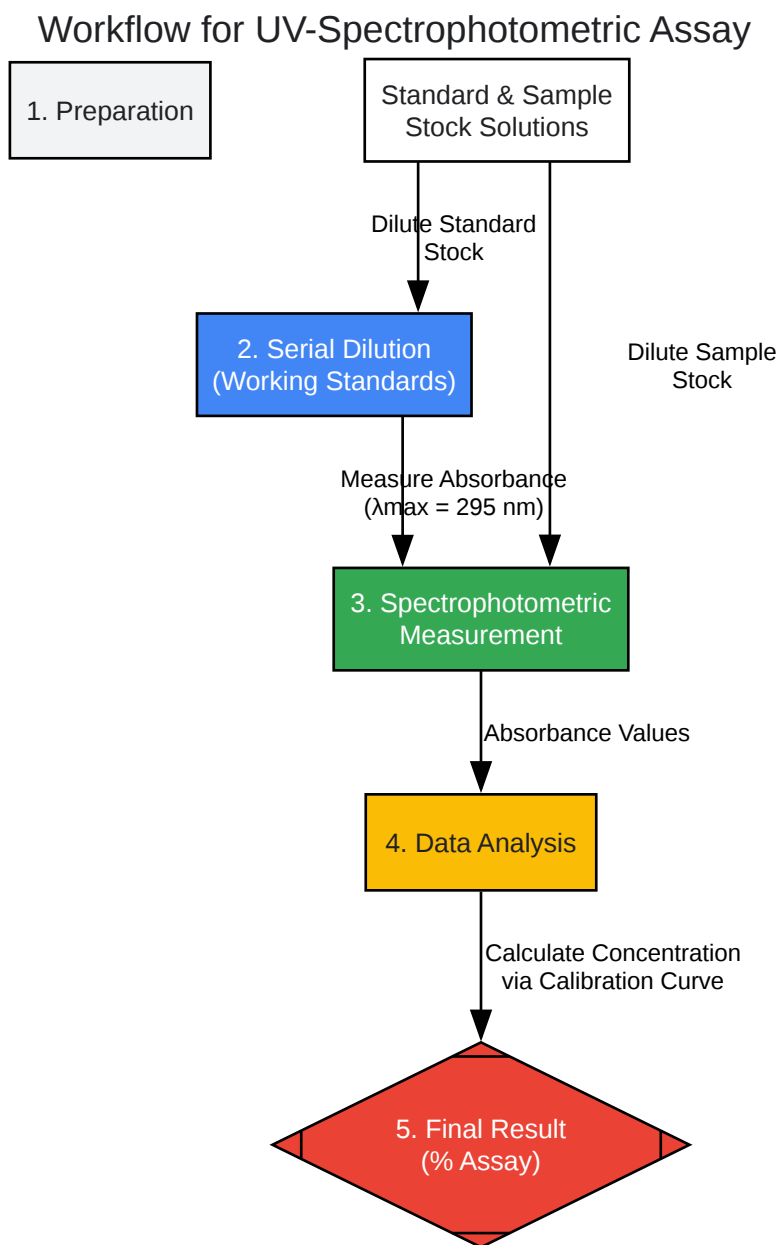 Workflow for UV-Spectrophotometric Assay
1. Preparation
Standard & Sample
Stock Solutions
Dilute Standard
Stock
2. Serial Dilution
(Working Standards)
Dilute Sample
Stock
Measure Absorbance
(λmax = 295 nm)
3. Spectrophotometric
Measurement
Absorbance Values
4. Data Analysis
Calculate Concentration
via Calibration Curve
5. Final Result
(% Assay)